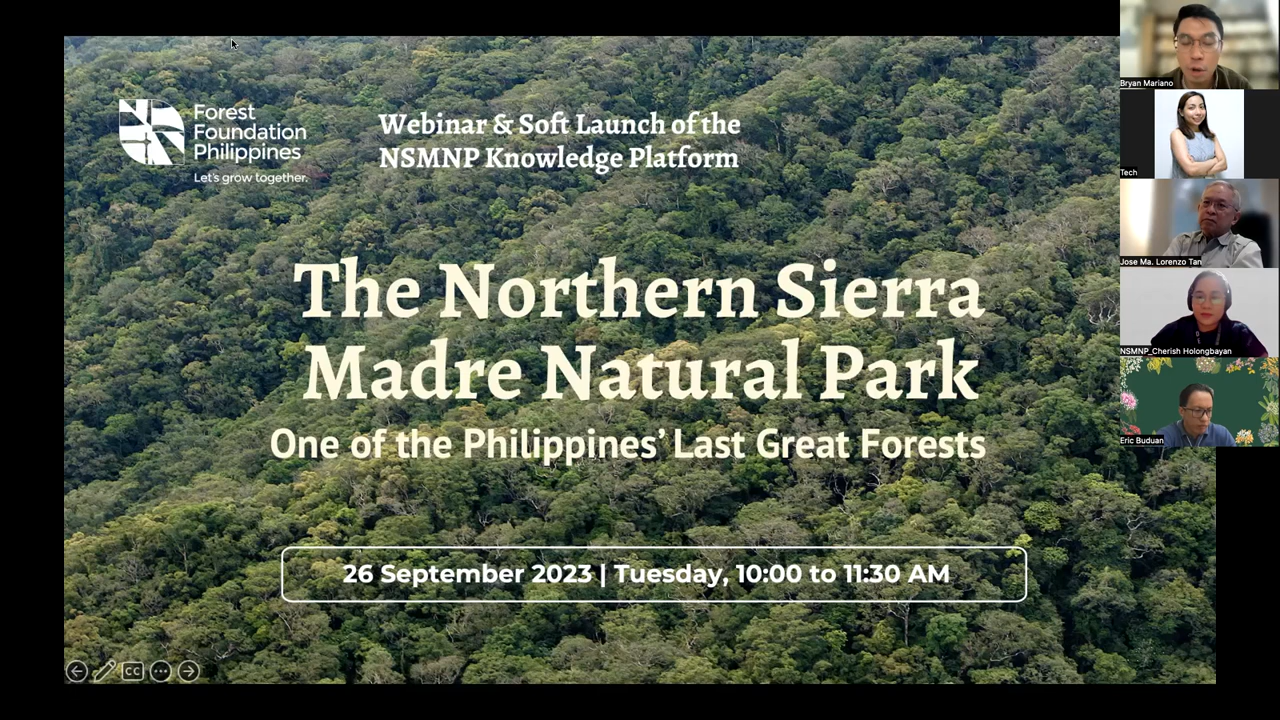 Forest
Foundation
Philippines
Let's grow together.
Webinar & Soft Launch of the
NSMNP Knowledge Platform
The Northern Sierra
Madre Natural Park
One of the Philippines' Last Great Forests
26 September 2023 | Tuesday, 10:00 to 11:30 AM
CC
Bryan Mariano
Tech
Jose Ma. Lorenzo Tan
NSMNP_Cherish Holongbayan
Eric Buduan